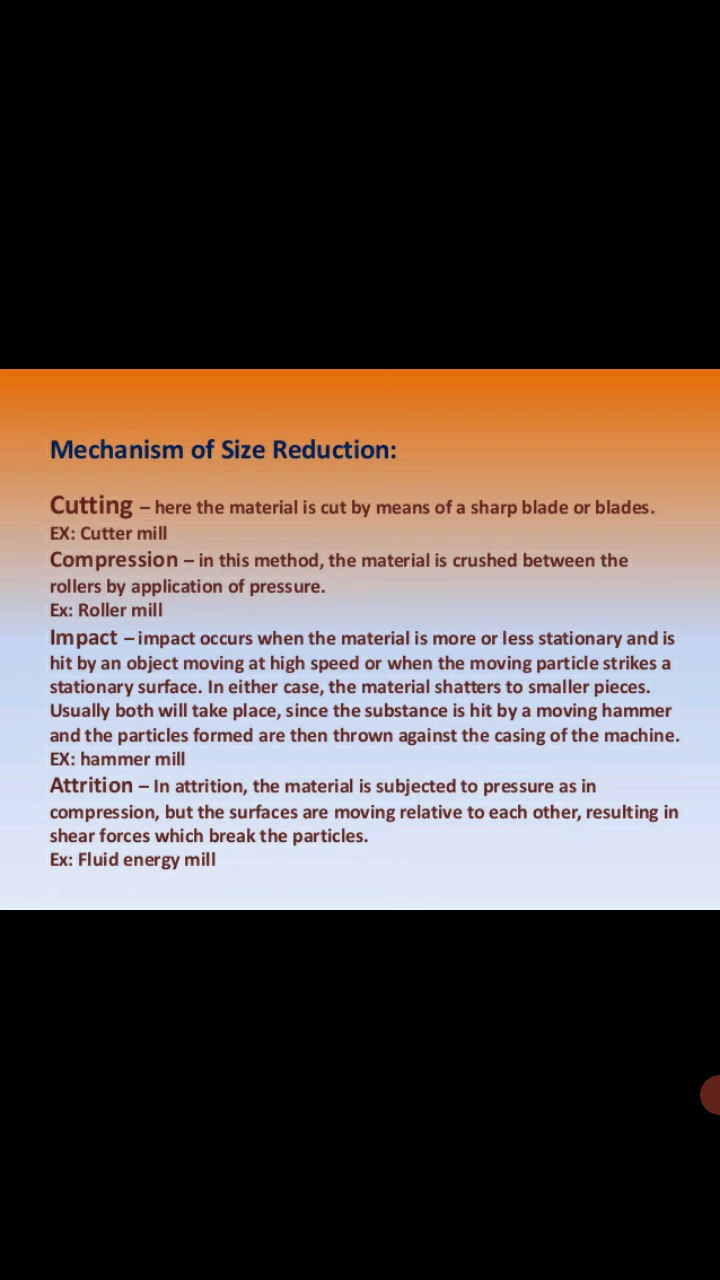 Mechanism of Size Reduction:
Cutting – here the material is cut by means of a sharp blade or blades.
EX: Cutter mill
Compression – in this method, the material is crushed between the
rollers by application of pressure.
Ex: Roller mill
Impact – impact occurs when the material is more or less stationary and is
hit by an object moving at high speed or when the moving particle strikes a
stationary surface. In either case, the material shatters to smaller pieces.
Usually both will take place, since the substance is hit by a moving hammer
and the particles formed are then thrown against the casing of the machine.
EX: hammer mill
Attrition – In attrition, the material is subjected to pressure as in
compression, but the surfaces are moving relative to each other, resulting in
shear forces which break the particles.
Ex: Fluid energy mill